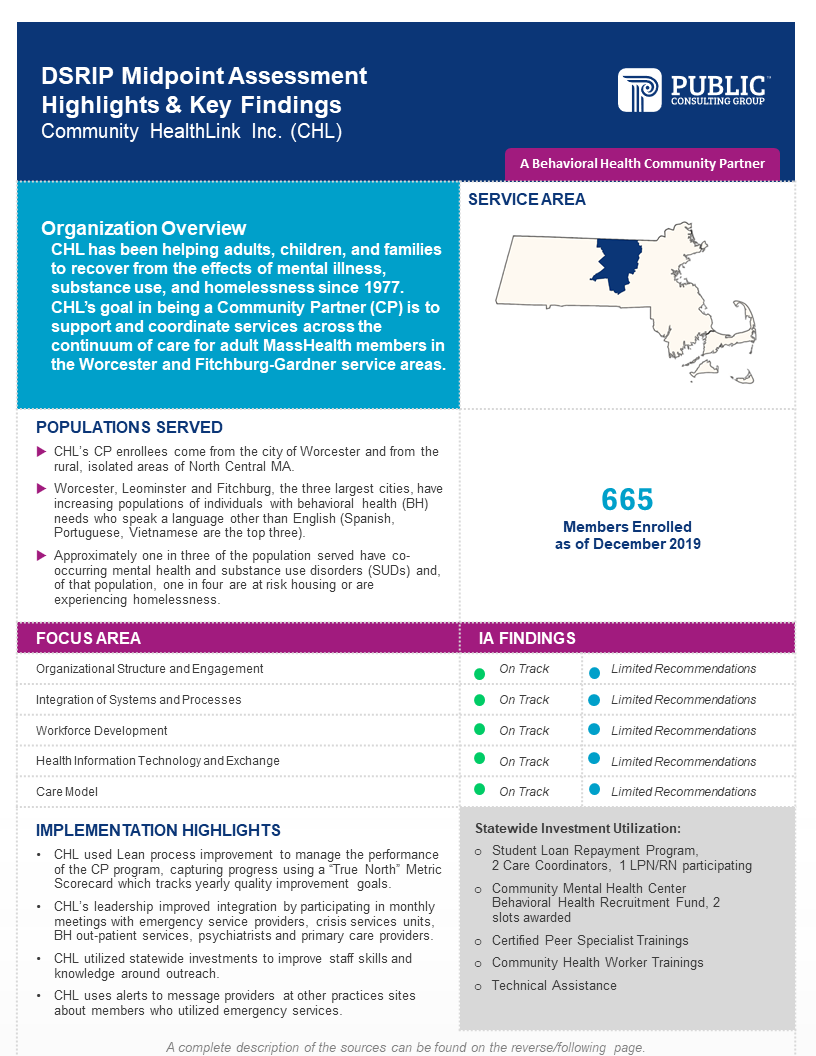 DSRIP Midpoint Assessment
Highlights & Key Findings
Community HealthLink Inc. (CHL)
PUBLIC™
CONSULTING GROUP
A Behavioral Health Community Partner
Organization Overview
CHL has been helping adults, children, and families
to recover from the effects of mental illness,
substance use, and homelessness since 1977.
CHL's goal in being a Community Partner (CP) is to
support and coordinate services across the
continuum of care for adult MassHealth members in
the Worcester and Fitchburg-Gardner service areas.
SERVICE AREA
POPULATIONS SERVED
▶ CHL's CP enrollees come from the city of Worcester and from the
rural, isolated areas of North Central MA.
▶ Worcester, Leominster and Fitchburg, the three largest cities, have
increasing populations of individuals with behavioral health (BH)
needs who speak a language other than English (Spanish,
Portuguese, Vietnamese are the top three).
▶ Approximately one in three of the population served have co-
occurring mental health and substance use disorders (SUDs) and,
of that population, one in four are at risk housing or are
experiencing homelessness.
665
Members Enrolled
as of December 2019
FOCUS AREA
IA FINDINGS
Organizational Structure and Engagement
On Track
Limited Recommendations
Integration of Systems and Processes
On Track
Limited Recommendations
Workforce Development
On Track
Limited Recommendations
Health Information Technology and Exchange
On Track
Limited Recommendations
Care Model
On Track
Limited Recommendations
IMPLEMENTATION HIGHLIGHTS
• CHL used Lean process improvement to manage the performance
of the CP program, capturing progress using a “True North” Metric
Scorecard which tracks yearly quality improvement goals.
• CHL's leadership improved integration by participating in monthly
meetings with emergency service providers, crisis services units,
BH out-patient services, psychiatrists and primary care providers.
• CHL utilized statewide investments to improve staff skills and
knowledge around outreach.
• CHL uses alerts to message providers at other practices sites
about members who utilized emergency services.
Statewide Investment Utilization:
o Student Loan Repayment Program,
2 Care Coordinators, 1 LPN/RN participating
o Community Mental Health Center
Behavioral Health Recruitment Fund, 2
slots awarded
o Certified Peer Specialist Trainings
o Community Health Worker Trainings
o Technical Assistance
A complete description of the sources can be found on the reverse/following page.